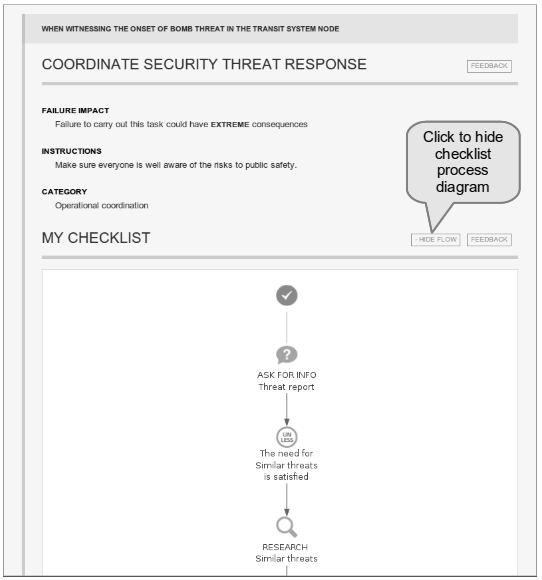 WHEN WITNESSING THE ONSET OF BOMB THREAT IN THE TRANSIT SYSTEM NODE
COORDINATE SECURITY THREAT RESPONSE
FEEDBACK
FAILURE IMPACT
Failure to carry out this task could have EXTREME consequences
INSTRUCTIONS
Make sure everyone is well aware of the risks to public safety.
CATEGORY
Operational coordination
Click to hide
checklist
process
diagram
MY CHECKLIST
- HIDE FLOW
FEEDBACK
?
ASK FOR INFO
Threat report
UN
LESS
The need for
Similar threats
is satisfied
RESEARCH
Similar threats